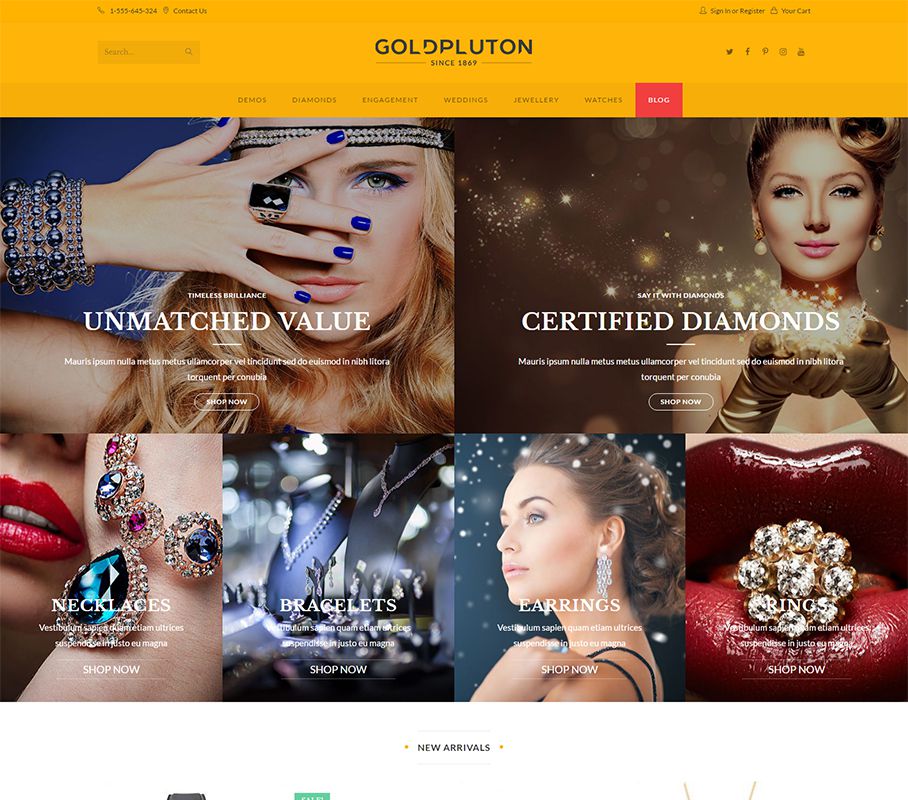 1-555-645-324 Contact Us
Sign In or Register Your Cart
Search...
GOLDPLUTON
SINCE 1869
DEMOS DIAMONDS ENGAGEMENT WEDDINGS JEWELLERY WATCHES BLOG
TIMELESS BRILLIANCE
UNMATCHED VALUE
Mauris ipsum nulla metus metus ullamcorper vel tincidunt sed do euismod in nibh litora
torquent per conubia
SHOP NOW
SAY IT WITH DIAMONDS
CERTIFIED DIAMONDS
Mauris ipsum nulla metus metus ullamcorper vel tincidunt sed do euismod in nibh litora
torquent per conubia
SHOP NOW
NECKLACES
Vestibulum sapien quam etiam ultrices
suspendisse in justo eu magna
SHOP NOW
BRACELETS
Vestibulum sapien quam etiam ultrices
suspendisse in justo eu magna
SHOP NOW
EARRINGS
Vestibulum sapien quam etiam ultrices
suspendisse in justo eu magna
SHOP NOW
RINGS
Vestibulum sapien quam etiam ultrices
suspendisse in justo eu magna
SHOP NOW
NEW ARRIVALS